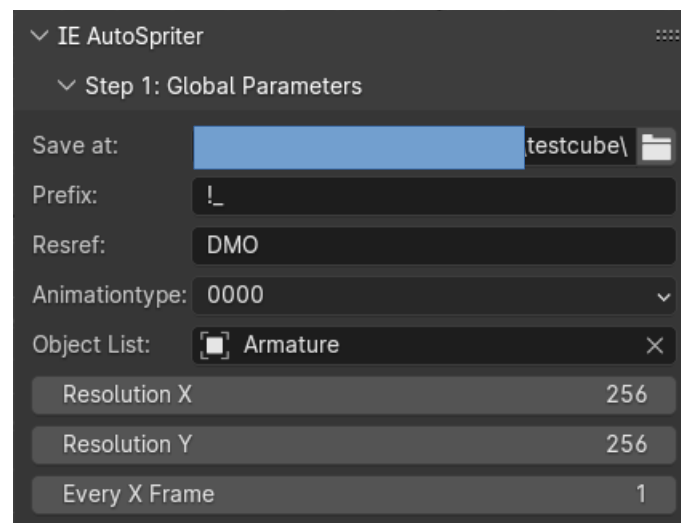 IE AutoSpriter
Step 1: Global Parameters
Save at: \testcube\
Prefix: !_
Resref: DMO
Animationtype: 0000
Object List: Armature
Resolution X 256
Resolution Y 256
Every X Frame 1